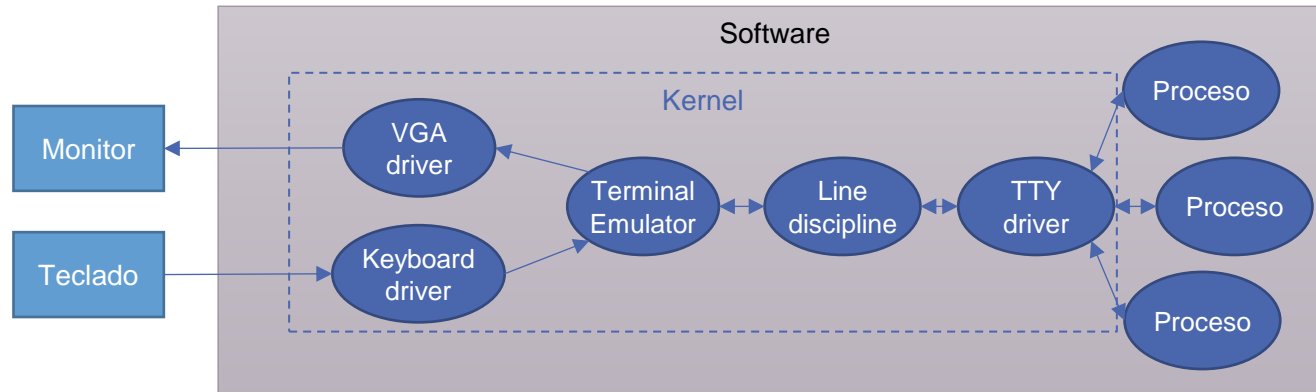 Software
Kernel
Monitor
Teclado
VGA
driver
Keyboard
driver
Terminal
Emulator
Line
discipline
TTY
driver
Proceso
Proceso
Proceso